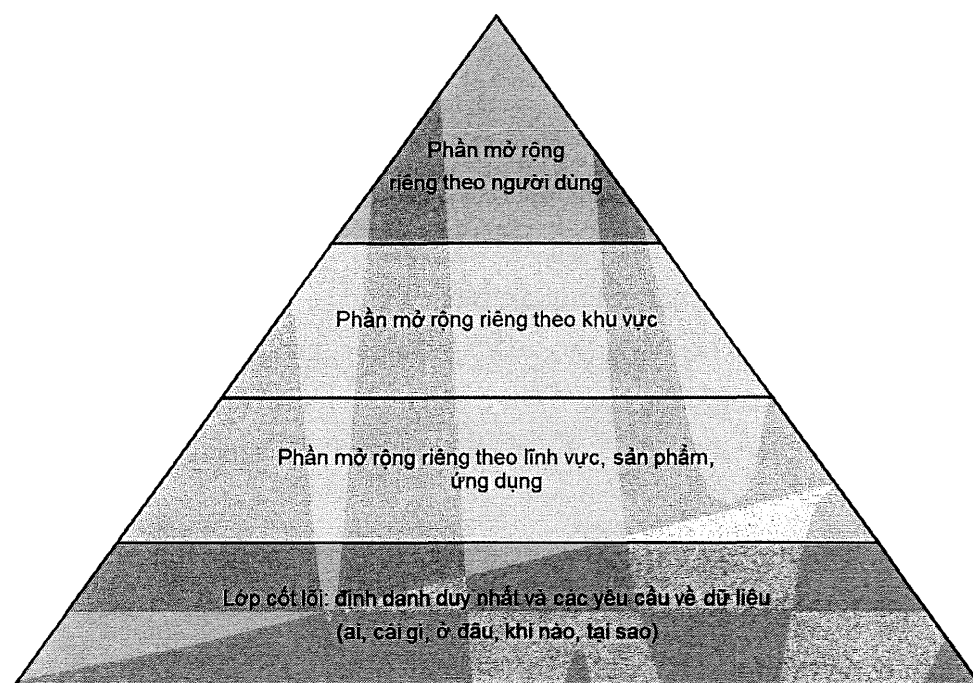 Phần mở rộng
riêng theo người dùng
Phần mở rộng riêng theo khu vực
Phần mở rộng riêng theo lĩnh vực, sản phẩm,
ứng dụng
Lớp cốt lõi: định danh duy nhất và các yêu cầu về dữ liệu
(ai, cái gì, ở đâu, khi nào, tại sao)